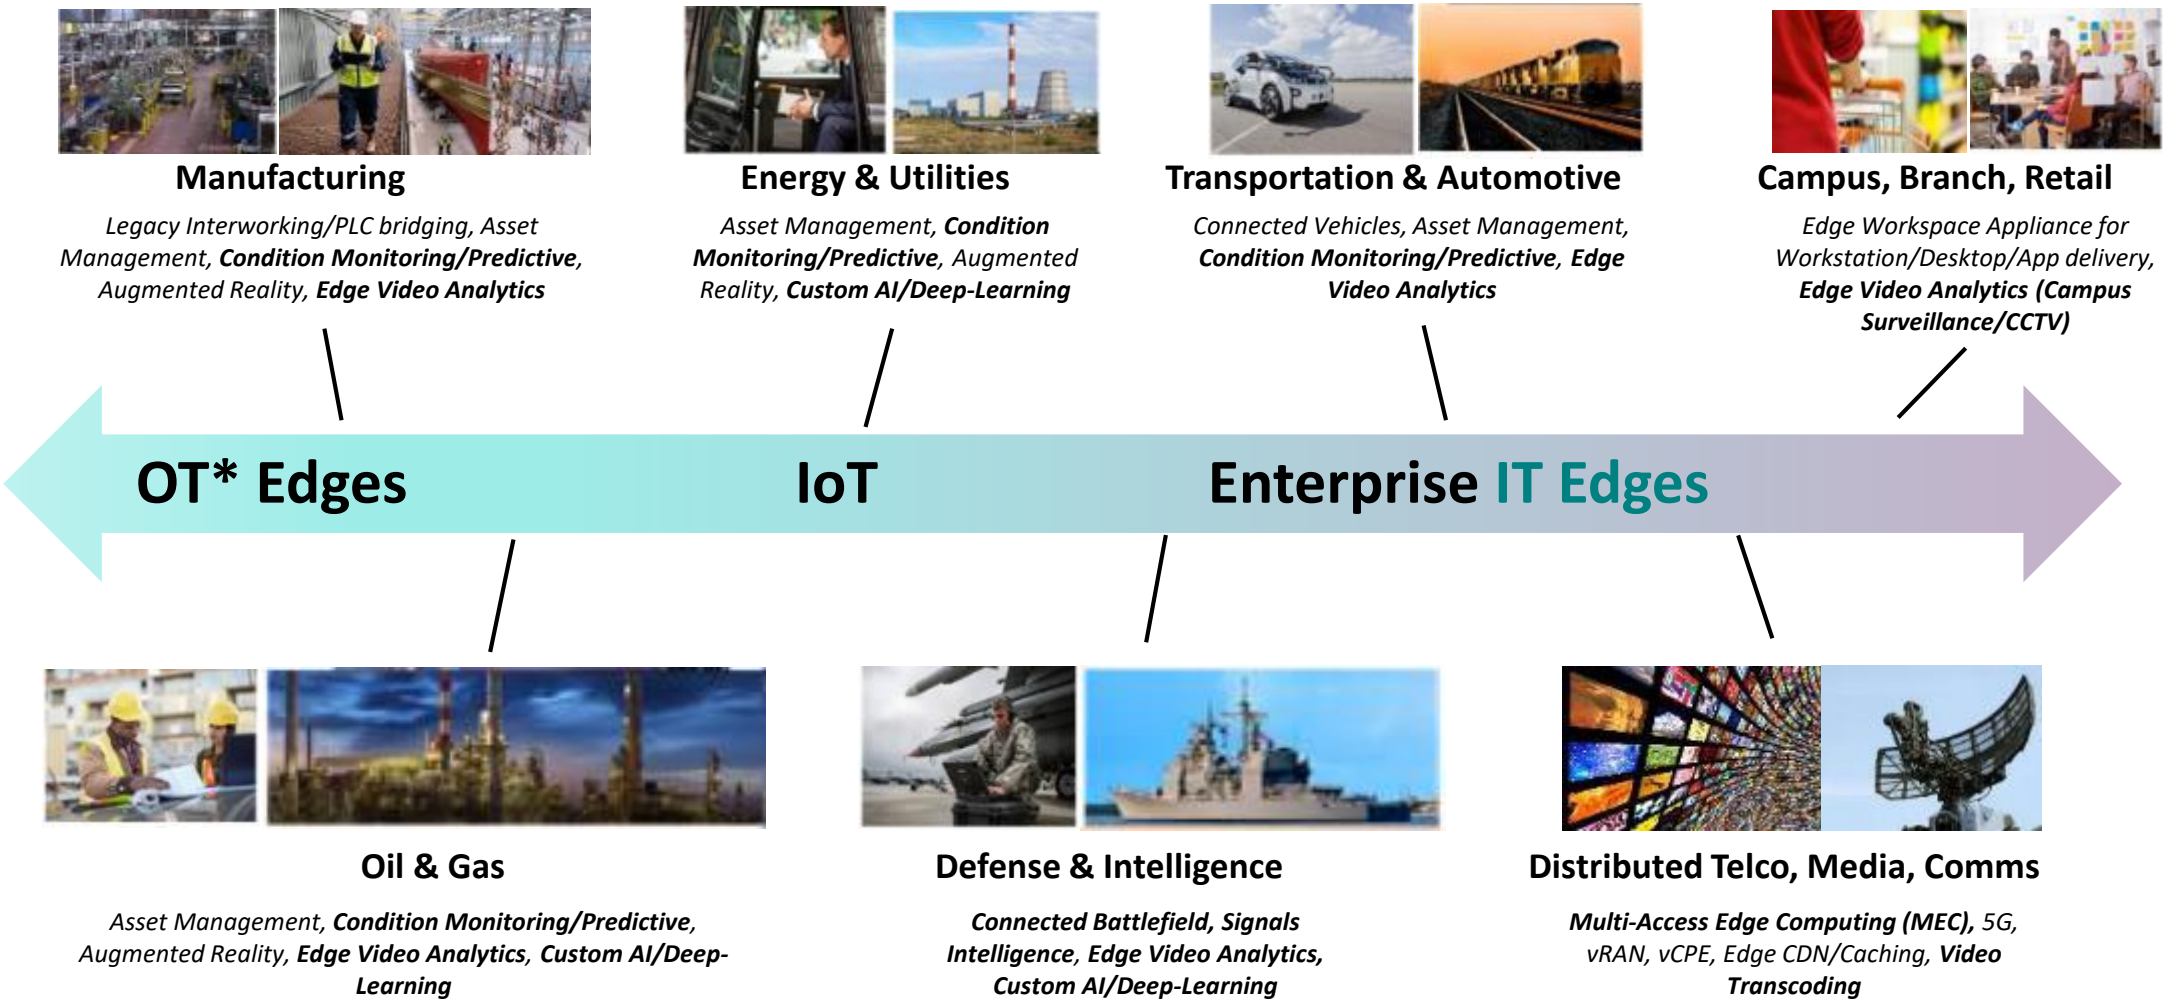 Manufacturing
Legacy Interworking/PLC bridging, Asset
Management, Condition Monitoring/Predictive,
Augmented Reality, Edge Video Analytics
Energy & Utilities
Asset Management, Condition
Monitoring/Predictive, Augmented
Reality, Custom AI/Deep-Learning
Transportation & Automotive
Connected Vehicles, Asset Management,
Condition Monitoring/Predictive, Edge
Video Analytics
Campus, Branch, Retail
Edge Workspace Appliance for
Workstation/Desktop/App delivery,
Edge Video Analytics (Campus
Surveillance/CCTV)
OT* Edges
IoT
Enterprise IT Edges
Oil & Gas
Asset Management, Condition Monitoring/Predictive,
Augmented Reality, Edge Video Analytics, Custom AI/Deep-
Learning
Defense & Intelligence
Connected Battlefield, Signals
Intelligence, Edge Video Analytics,
Custom AI/Deep-Learning
Distributed Telco, Media, Comms
Multi-Access Edge Computing (MEC), 5G,
vRAN, vCPE, Edge CDN/Caching, Video
Transcoding